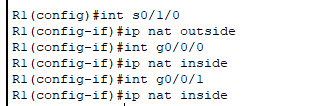 R1(config)#int s0/1/0
R1(config-if)#ip nat outside
R1(config-if)#int g0/0/0
R1(config-if)#ip nat inside
R1(config-if)#int g0/0/1
R1(config-if)#ip nat inside